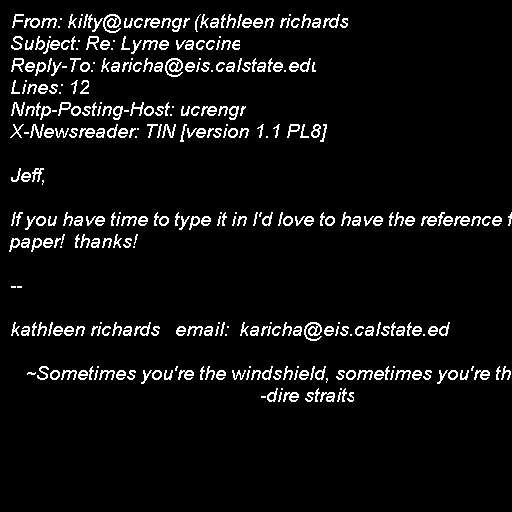 From: kilty@ucrengr (kathleen richards
Subject: Re: Lyme vaccine
Reply-To: karicha@eis.calstate.edu
Lines: 12
Nntp-Posting-Host: ucrengr
X-Newsreader: TIN [version 1.1 PL8]

Jeff,

If you have time to type it in I'd love to have the reference
paper!  thanks!

--

kathleen richards   email:  karicha@eis.calstate.ed

~Sometimes you're the windshield, sometimes you're
-dire straits